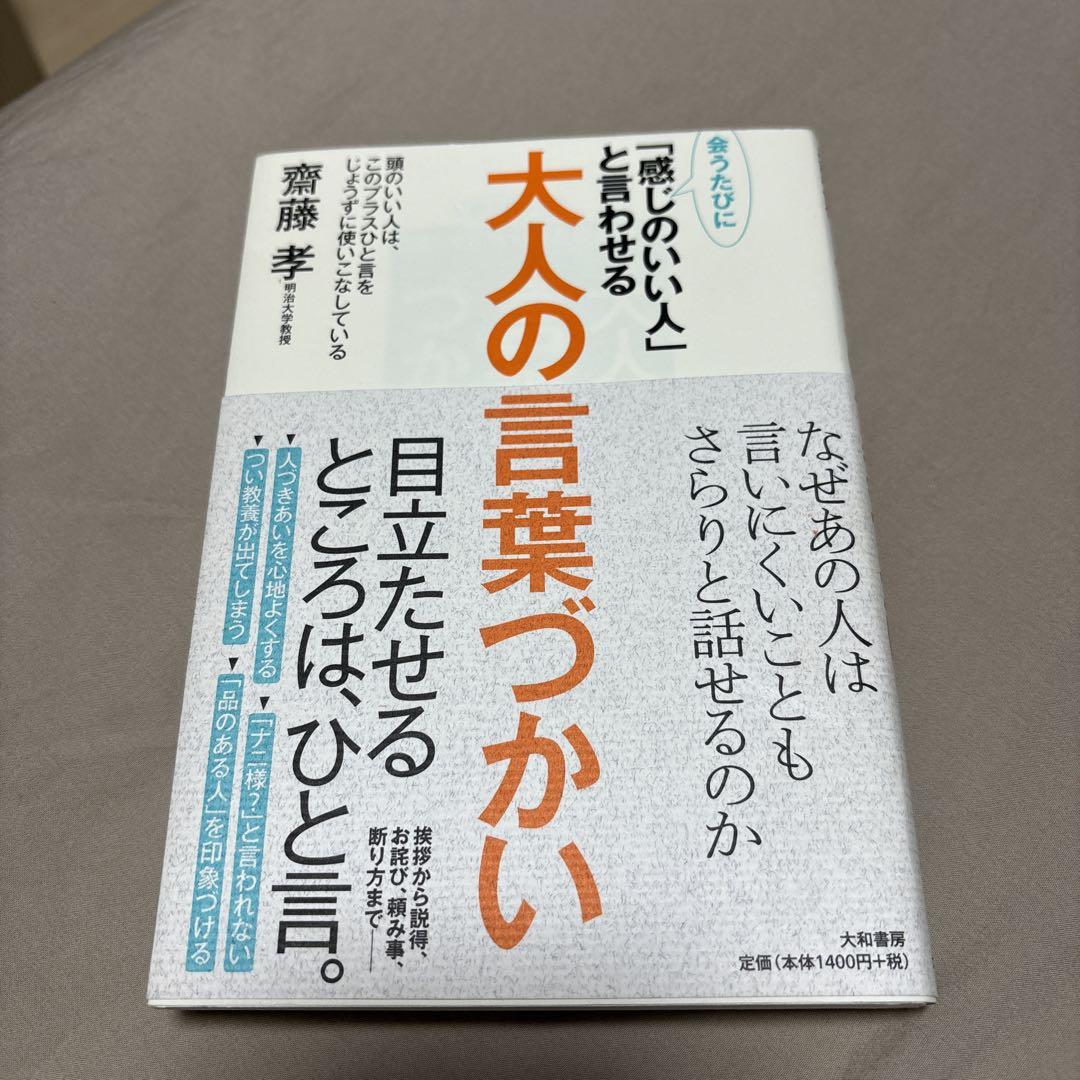 会うたびに
「感じのいい人」
と言わせる
大人の言葉づかい
頭のいい人は、
このプラスひと言を
じょうずに使いこなしている
齋藤 孝
明治大学教授
なぜあの人は
言いにくいことも
さらりと話せるのか
目立たせる
ところは、ひと言。
挨拶から説得、
お詫び、頼み事、
断り方まで——
人づきあいを心地よくする
つい教養が出てしまう
「ナニ様?」と言われない
「品のある人」を印象づける
大和書房
定価(本体1400円+税)